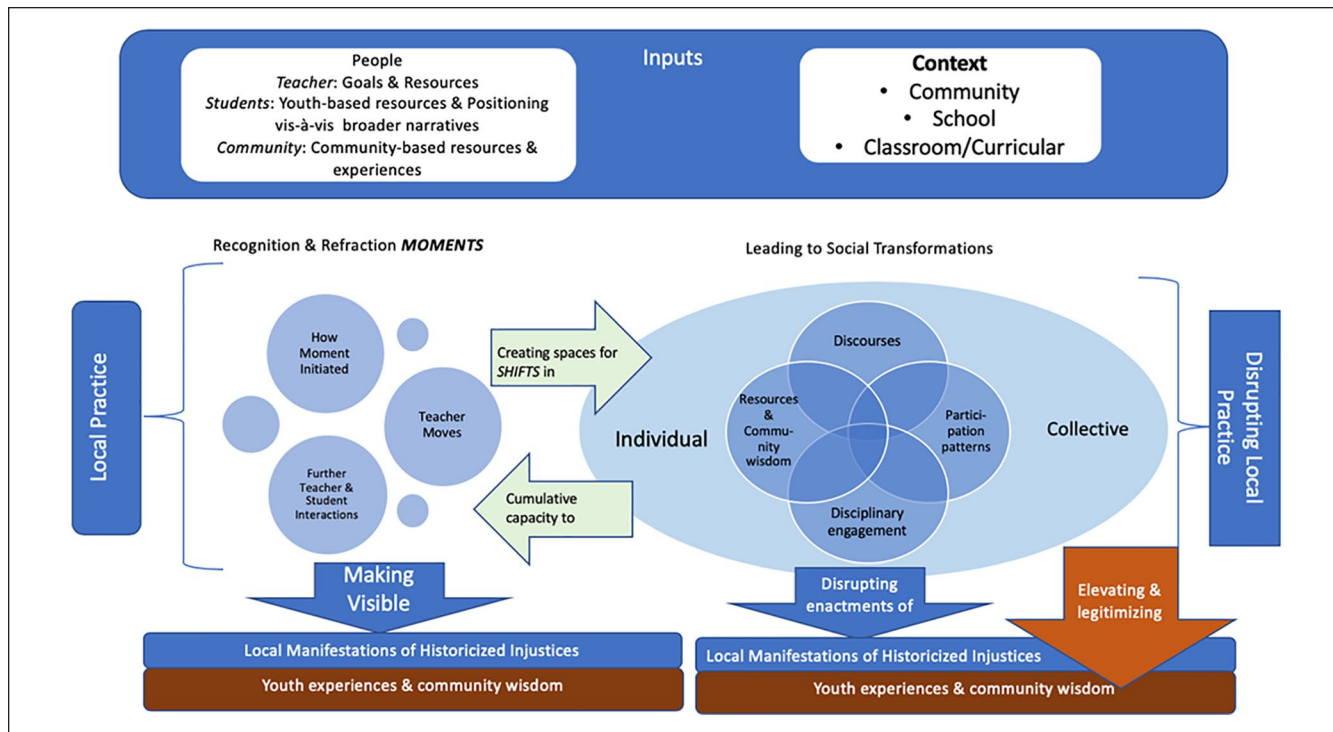 Inputs
People
Teacher: Goals & Resources
Students: Youth-based resources & Positioning
vis-à-vis broader narratives
Community: Community-based resources &
experiences
Context
• Community
• School
• Classroom/Curricular
Recognition & Refraction MOMENTS
Leading to Social Transformations
Local Practice
How
Moment
Initiated
Teacher
Moves
Further
Teacher &
Student
Interactions
Creating spaces for
SHIFTS in
Cumulative
capacity to
Individual
Discourses
Resources
&
Commu-
nity
wisdom
Partici-
pation
patterns
Disciplinary
engagement
Collective
Disrupting Local
Practice
Making
Visible
Disrupting
enactments of
Elevating &
legitimizing
Local Manifestations of Historicized Injustices
Youth experiences & community wisdom
Local Manifestations of Historicized Injustices
Youth experiences & community wisdom